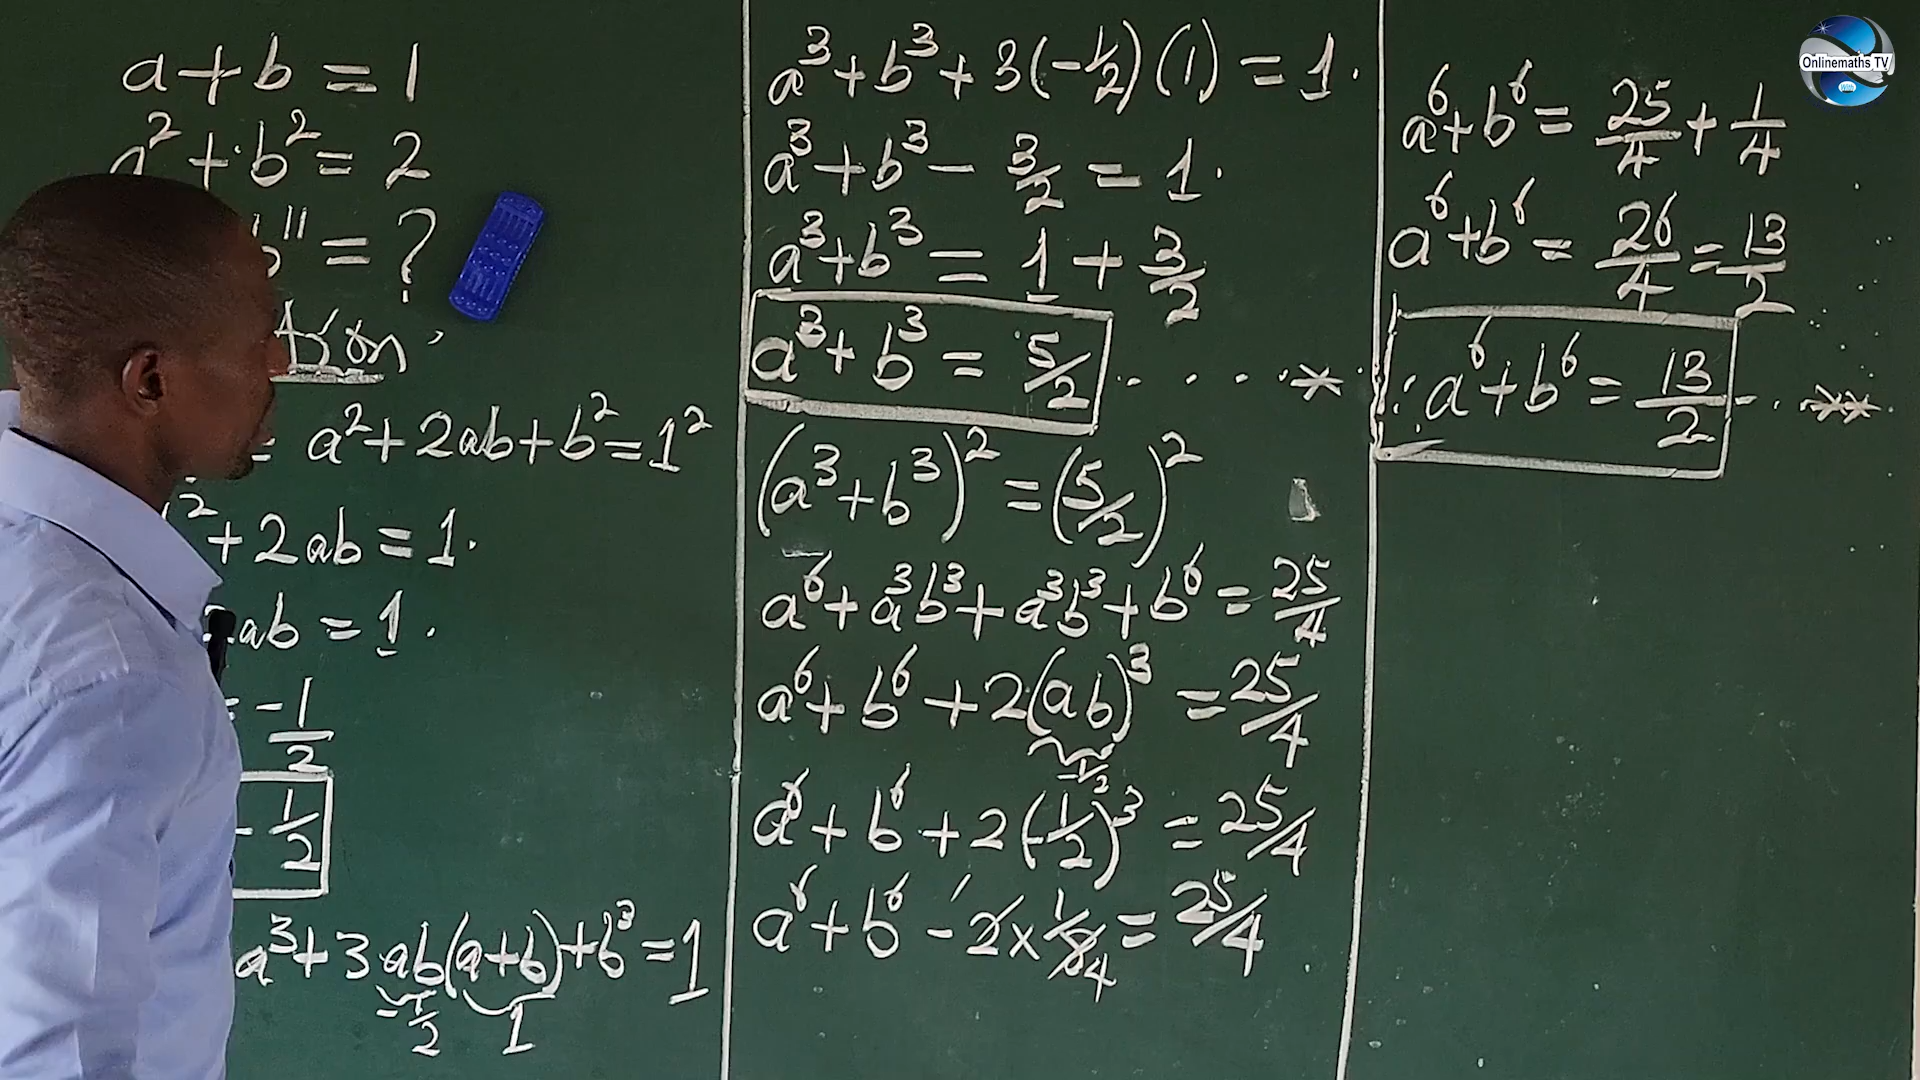 a + b = 1
a² + b² = 2
b¹¹ = ?
= a² + 2ab + b² = 1²
² + 2ab = 1.
ab = 1.
= -1/2
- 1/2
a³ + 3ab(a+b) + b³ = 1
-1/2 1
a³ + b³ + 3(-1/2)(1) = 1.
a³ + b³ - 3/2 = 1.
a³ + b³ = 1 + 3/2
a³ + b³ = 5/2 . . . . *
(a³ + b³)² = (5/2)²
a⁶ + a³b³ + a³b³ + b⁶ = 25/4
a⁶ + b⁶ + 2(ab)³ = 25/4
-1/2
a⁶ + b⁶ + 2(-1/2)³ = 25/4
a⁶ + b⁶ - 2 × 1/8 = 25/4
1 4
a⁶ + b⁶ = 25/4 + 1/4
a⁶ + b⁶ = 26/4 = 13/2
∴ a⁶ + b⁶ = 13/2 - . **
Onlinemaths TV